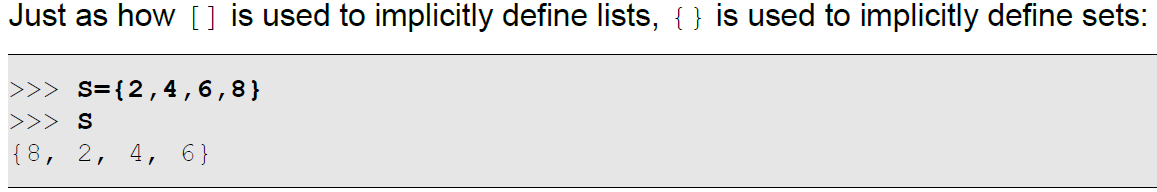 Just as how [] is used to implicitly define lists, {} is used to implicitly define sets:
>>> S={2,4,6,8}
>>> S
{8, 2, 4, 6}